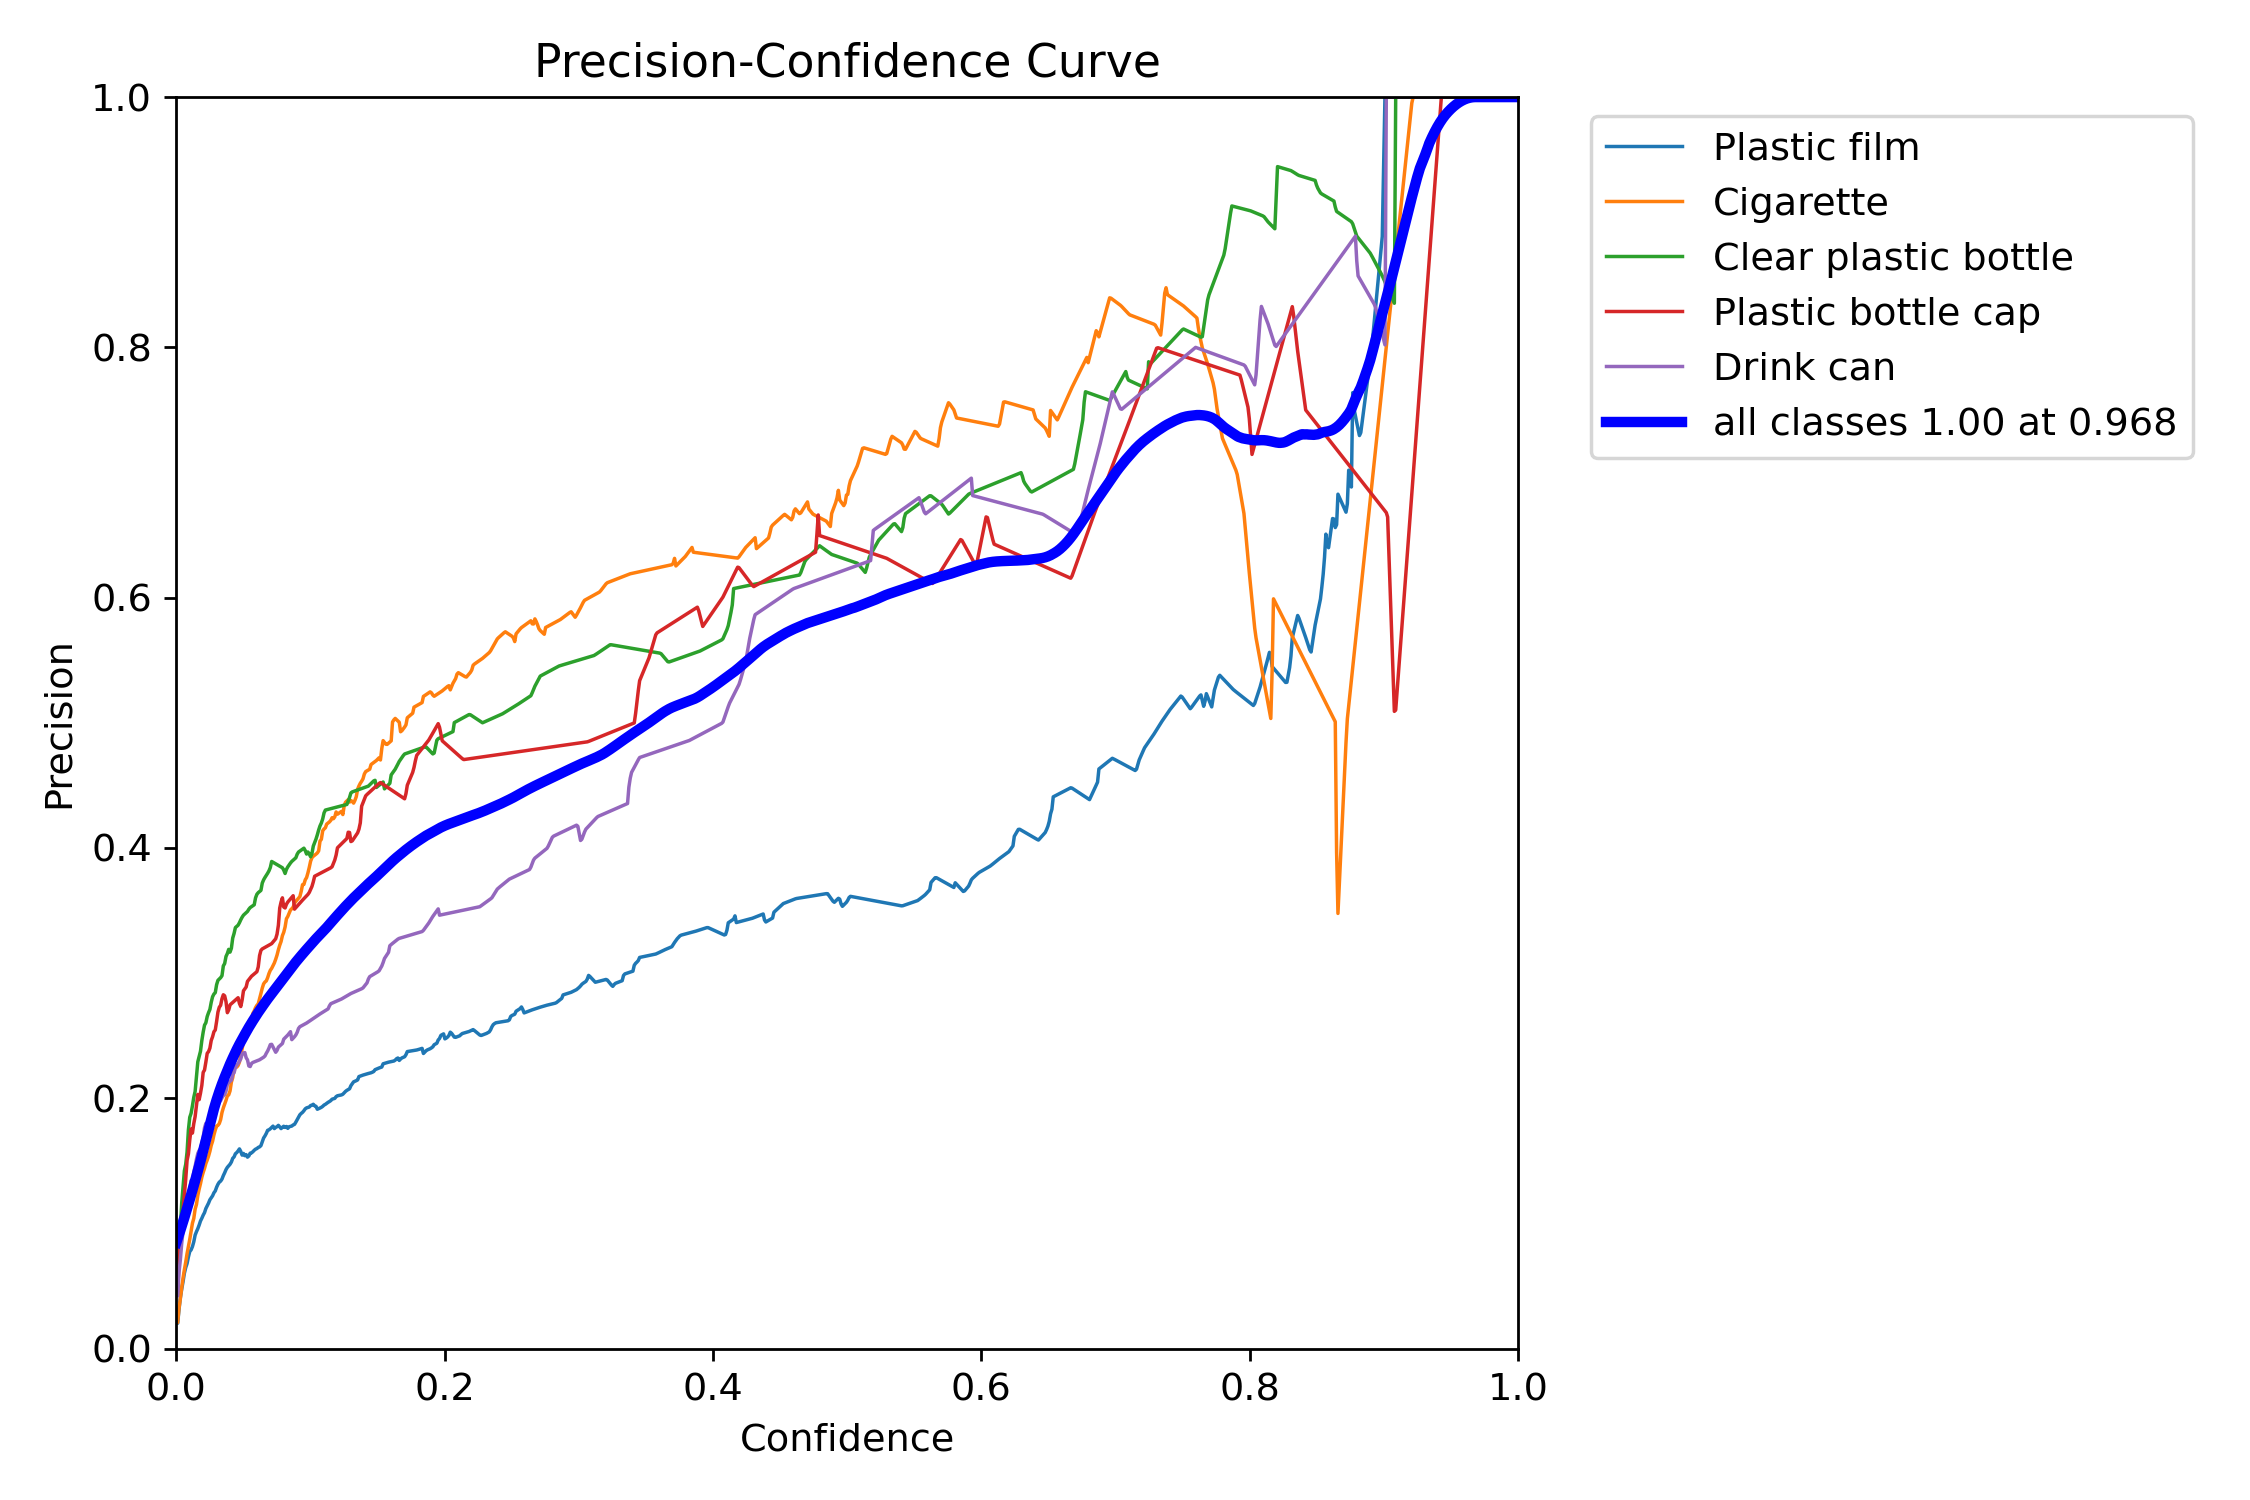 Precision-Confidence Curve
1.0
0.8
0.6
0.4
0.2
0.0
Precision
0.0 0.2 0.4 0.6 0.8 1.0
Confidence
Plastic film
Cigarette
Clear plastic bottle
Plastic bottle cap
Drink can
all classes 1.00 at 0.968